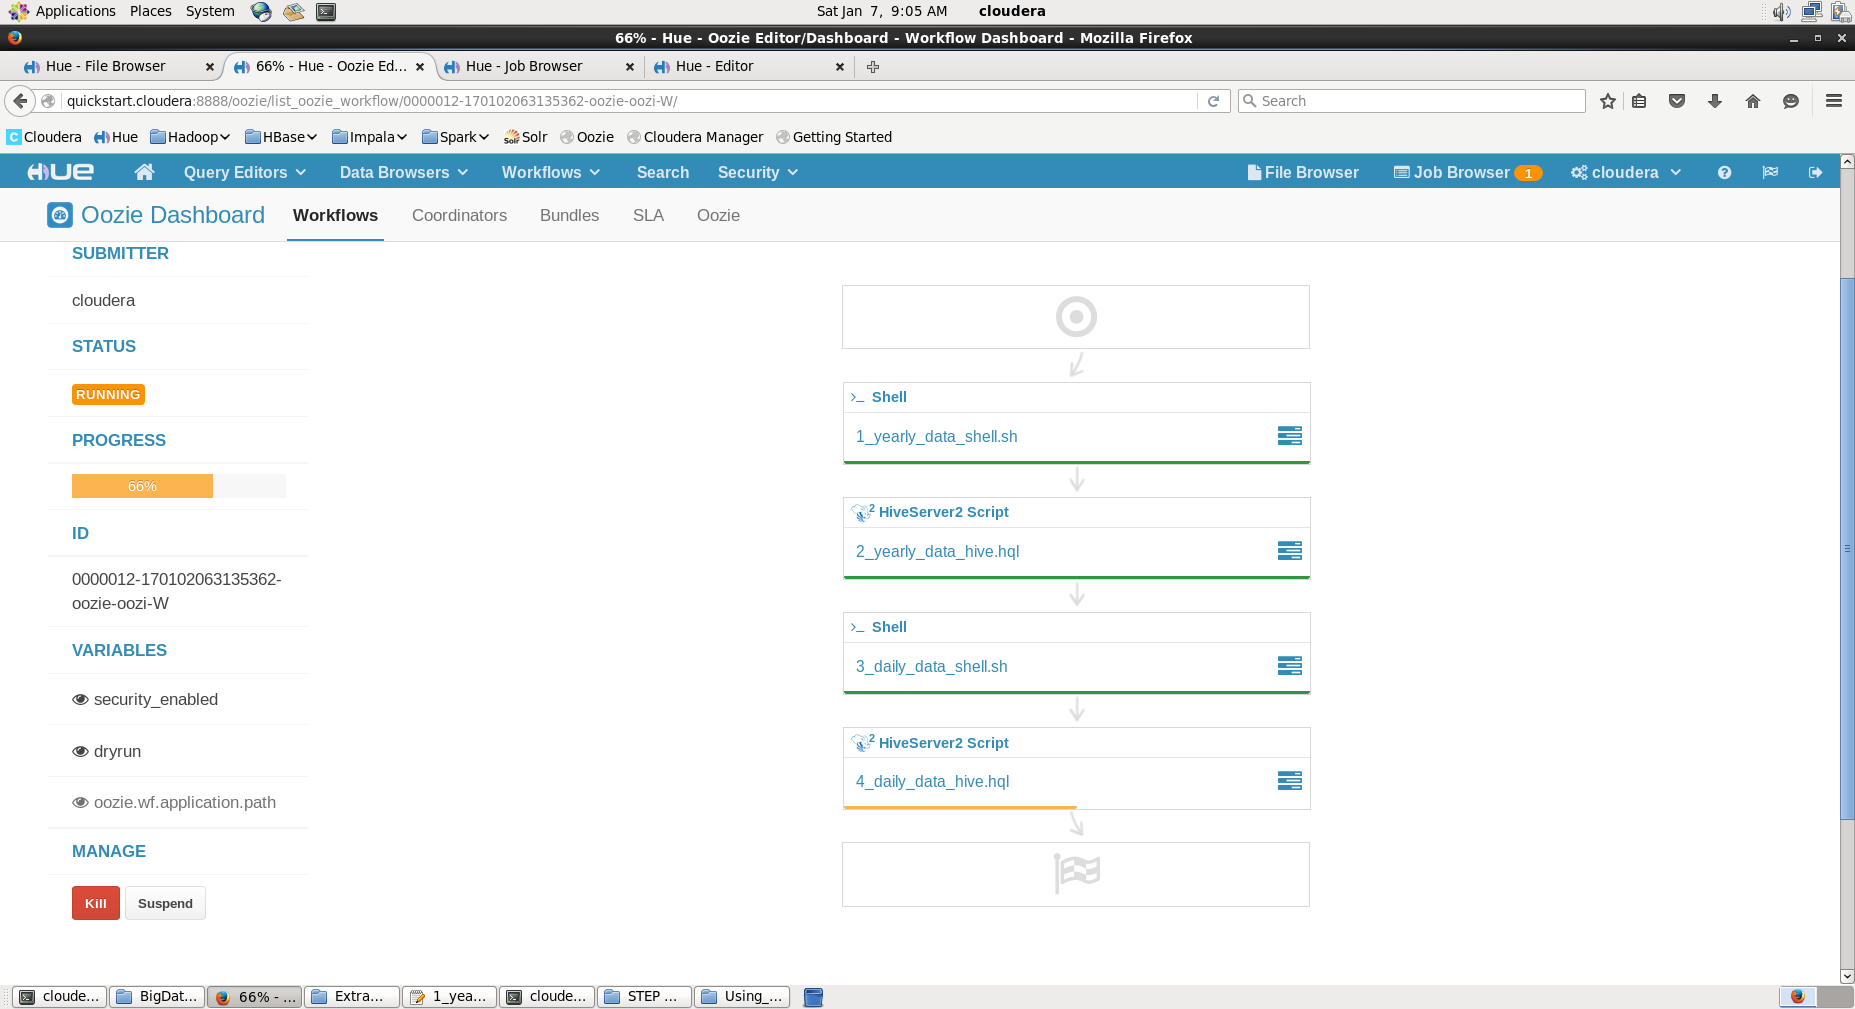 Applications Places System Sat Jan 7, 9:05 AM cloudera
66% - Hue - Oozie Editor/Dashboard - Workflow Dashboard - Mozilla Firefox
Hue - File Browser 66% - Hue - Oozie Ed... Hue - Job Browser Hue - Editor
quickstart.cloudera:8888/oozie/list_oozie_workflow/0000012-170102063135362-oozie-oozi-W/ Search
Cloudera Hue Hadoop HBase Impala Spark Solr Oozie Cloudera Manager Getting Started
HUE Query Editors Data Browsers Workflows Search Security File Browser Job Browser 1 cloudera
Oozie Dashboard Workflows Coordinators Bundles SLA Oozie
SUBMITTER
cloudera
STATUS
RUNNING
PROGRESS
66%
ID
0000012-170102063135362-
oozie-oozi-W
VARIABLES
security_enabled
dryrun
oozie.wf.application.path
MANAGE
Kill Suspend
Shell
1_yearly_data_shell.sh
2 HiveServer2 Script
2_yearly_data_hive.hql
Shell
3_daily_data_shell.sh
2 HiveServer2 Script
4_daily_data_hive.hql
cloude... BigDat... 66% - ... Extra... 1_yea... cloude... STEP ... Using_...